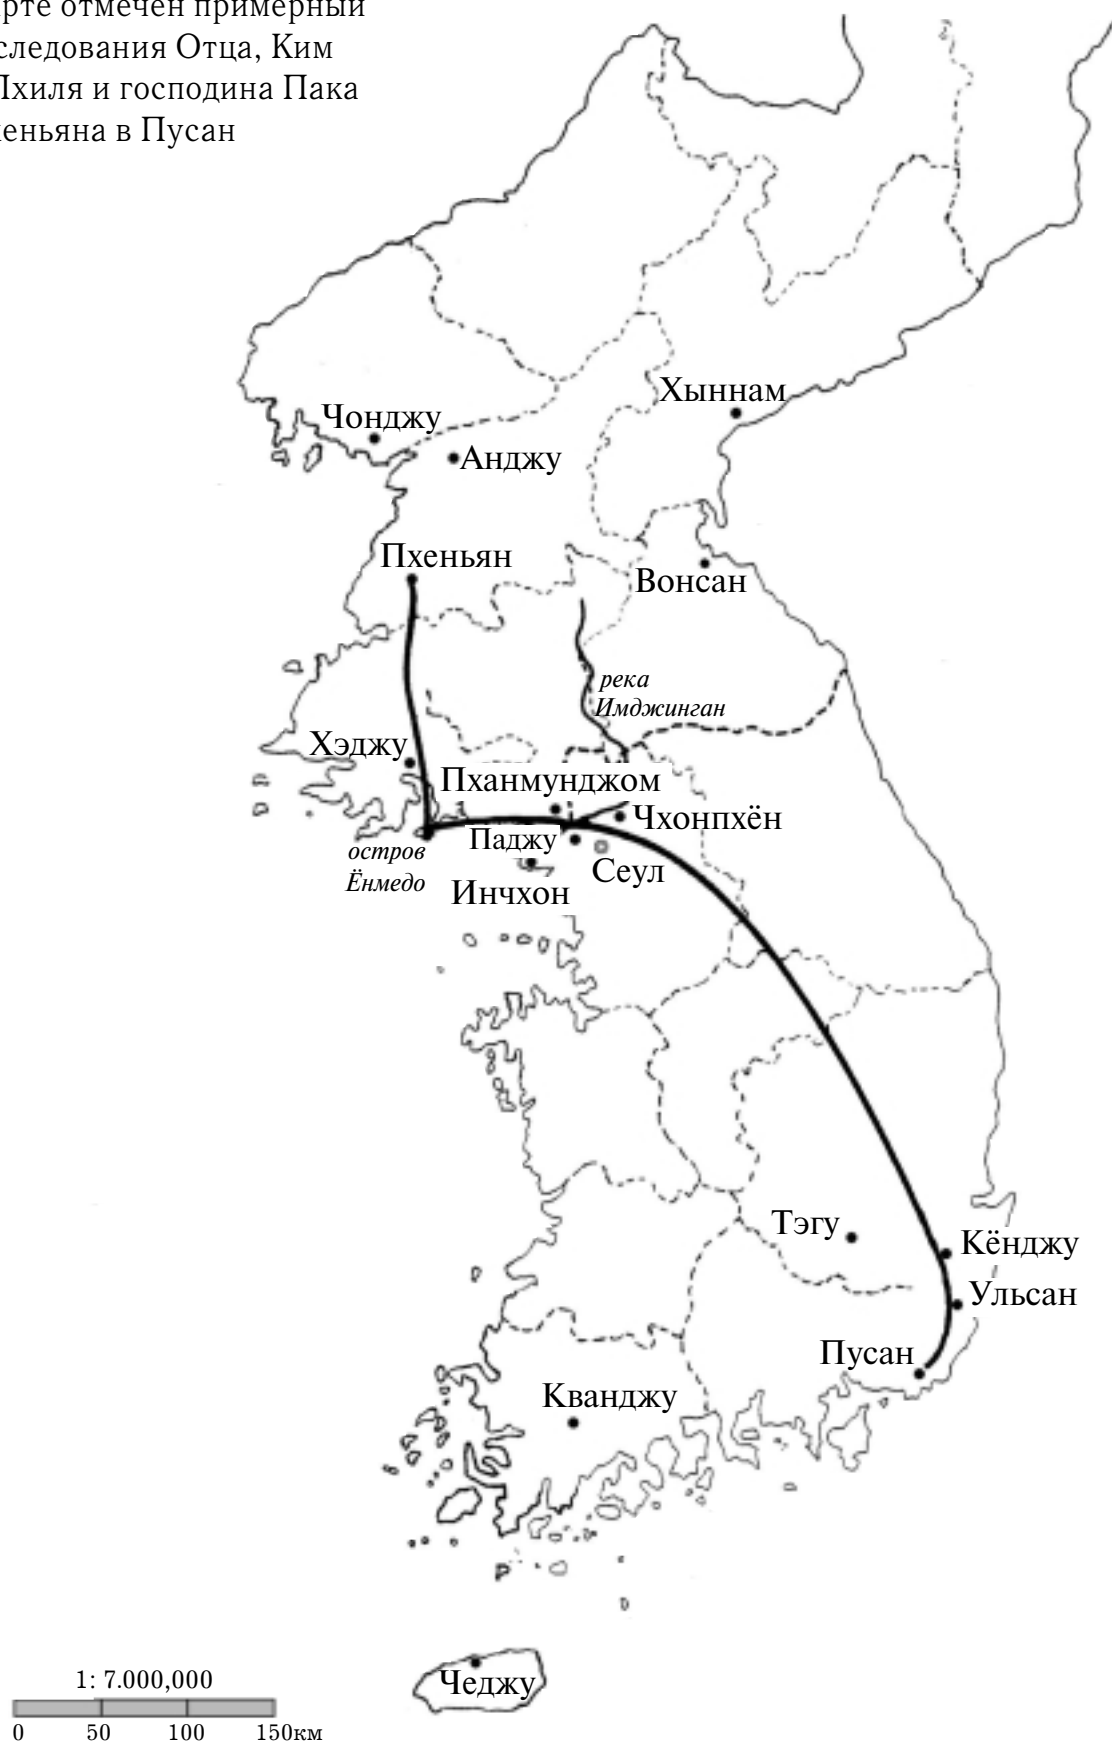 рте отмечен примерный
следования Отца, Ким
Пхиля и господина Пака
еньяна в Пусан
Хыннам
Чонджу
Анджу
Пхеньян
Вонсан
река
Имджинган
Хэджу
Пханмунджом
Чхонпхён
Паджу
остров
Ёнмедо
Сеул
Инчхон
Тэгу
Кёнджу
Ульсан
Пусан
Кванджу
Чеджу
1: 7.000,000
0 50 100 150км